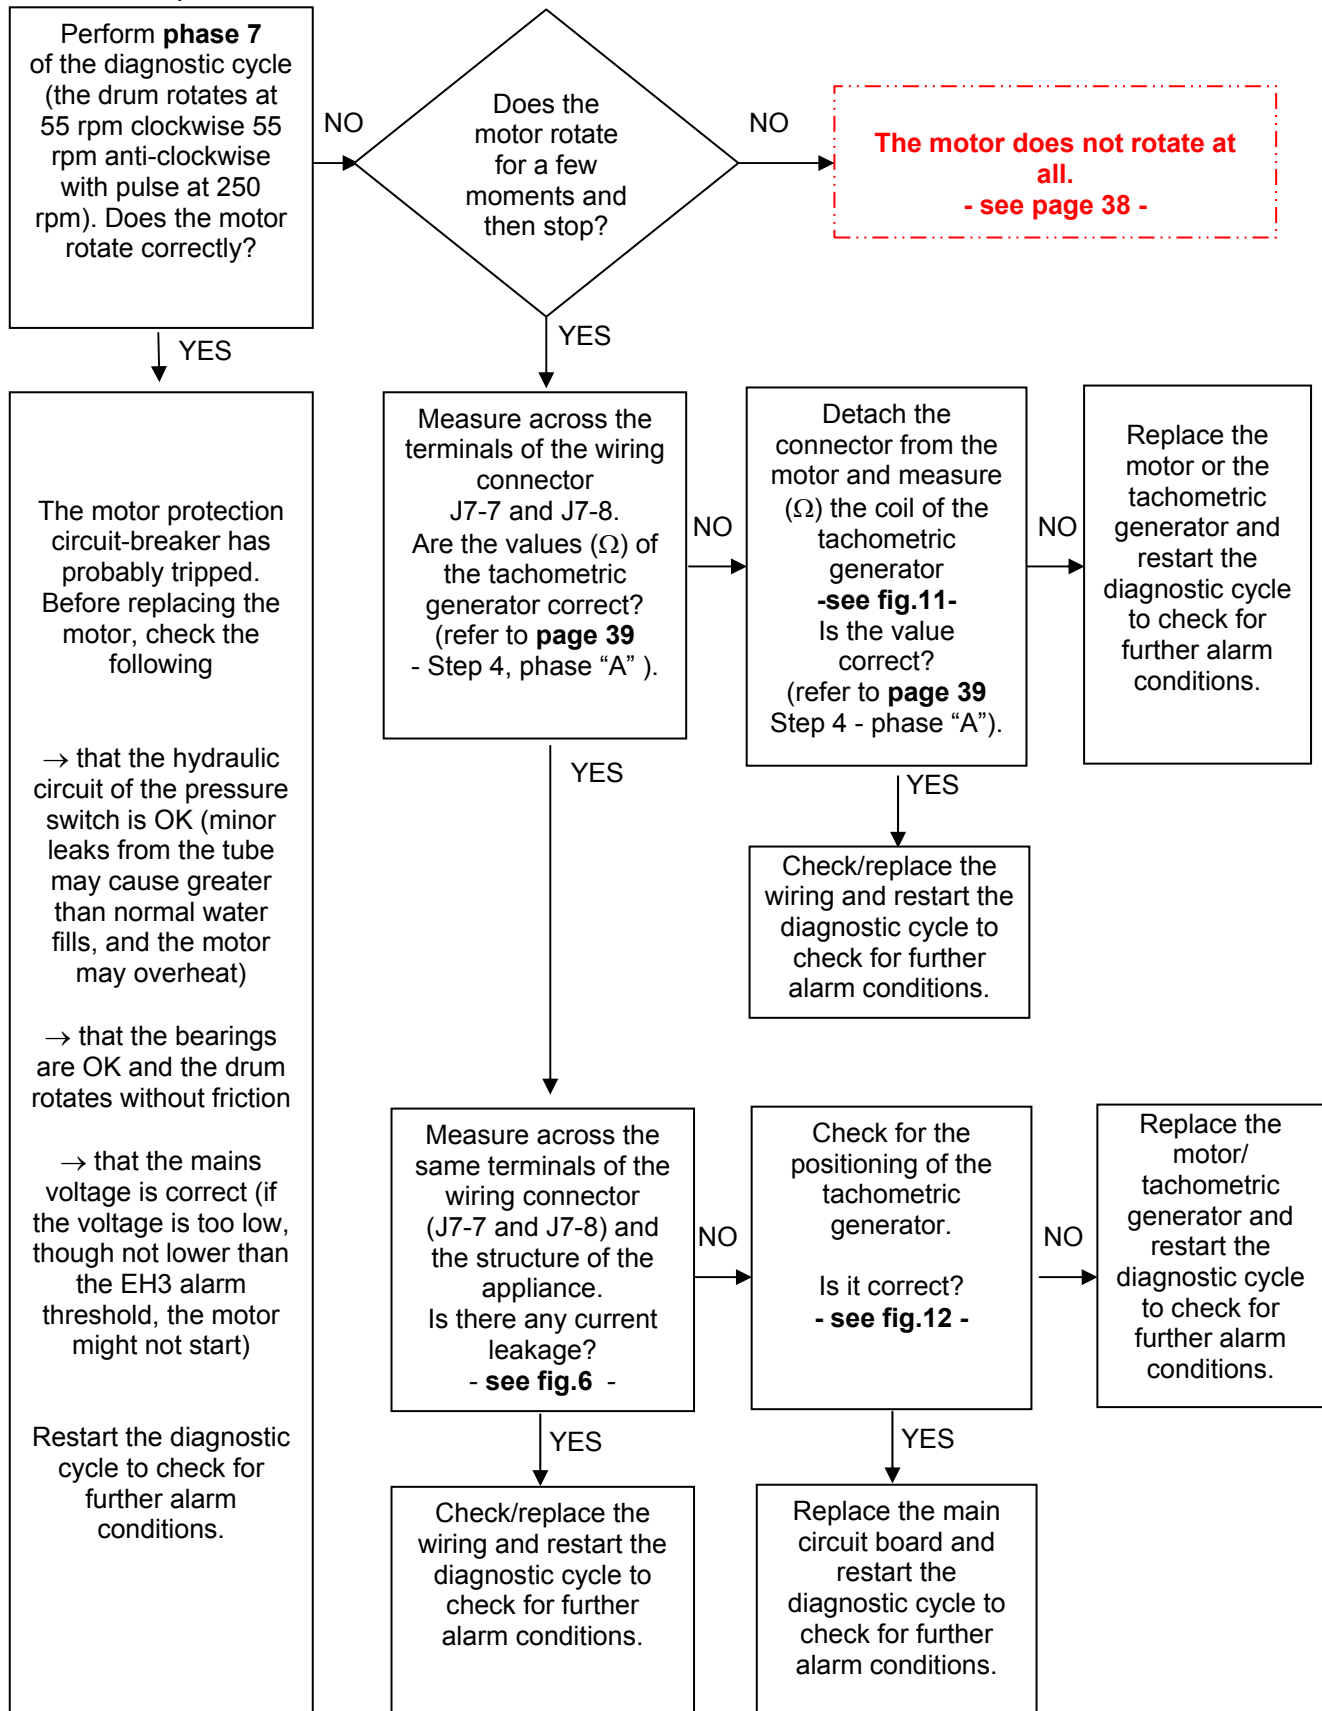 Perform phase 7
of the diagnostic cycle
(the drum rotates at
55 rpm clockwise 55
rpm anti-clockwise
with pulse at 250
rpm). Does the motor
rotate correctly?
NO
Does the
motor rotate
for a few
moments and
then stop?
NO
The motor does not rotate at
all.
- see page 38 -
YES
YES
The motor protection
circuit-breaker has
probably tripped.
Before replacing the
motor, check the
following
→ that the hydraulic
circuit of the pressure
switch is OK (minor
leaks from the tube
may cause greater
than normal water
fills, and the motor
may overheat)
→ that the bearings
are OK and the drum
rotates without friction
→ that the mains
voltage is correct (if
the voltage is too low,
though not lower than
the EH3 alarm
threshold, the motor
might not start)
Restart the diagnostic
cycle to check for
further alarm
conditions.
Measure across the
terminals of the wiring
connector
J7-7 and J7-8.
Are the values (Ω) of
the tachometric
generator correct?
(refer to page 39
- Step 4, phase “A” ).
NO
Detach the
connector from the
motor and measure
(Ω) the coil of the
tachometric
generator
-see fig.11-
Is the value
correct?
(refer to page 39
Step 4 - phase “A”).
NO
Replace the
motor or the
tachometric
generator and
restart the
diagnostic cycle
to check for
further alarm
conditions.
YES
YES
Check/replace the
wiring and restart the
diagnostic cycle to
check for further
alarm conditions.
Measure across the
same terminals of the
wiring connector
(J7-7 and J7-8) and
the structure of the
appliance.
Is there any current
leakage?
- see fig.6 -
NO
Check for the
positioning of the
tachometric
generator.
Is it correct?
- see fig.12 -
NO
Replace the
motor/
tachometric
generator and
restart the
diagnostic cycle
to check for
further alarm
conditions.
YES
YES
Check/replace the
wiring and restart the
diagnostic cycle to
check for further
alarm conditions.
Replace the main
circuit board and
restart the
diagnostic cycle to
check for further
alarm conditions.